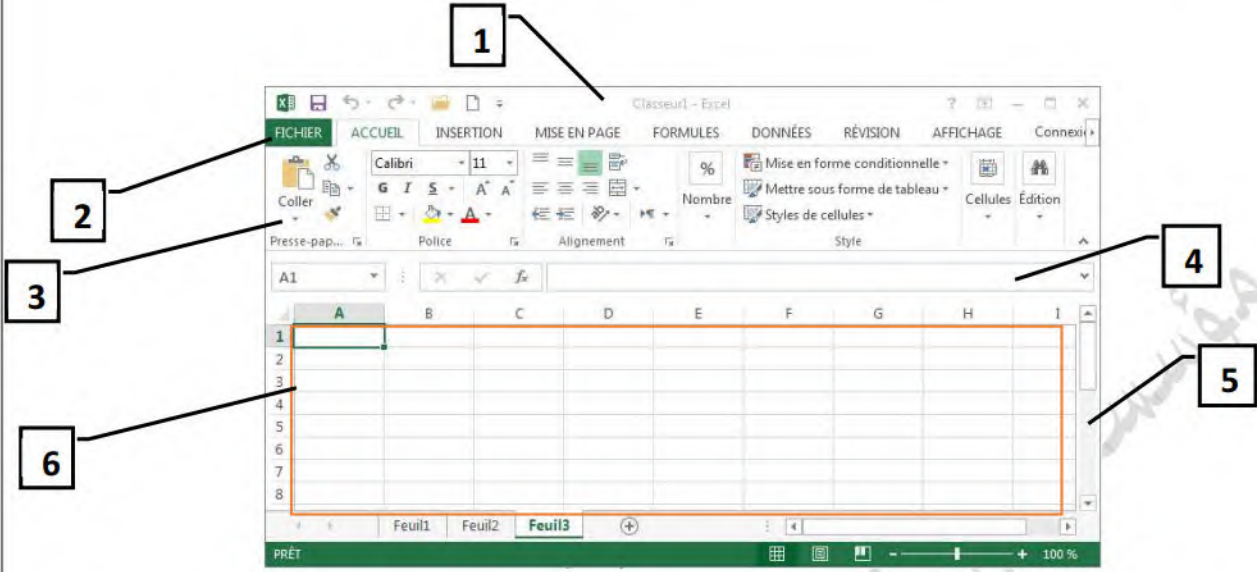 1
Classeur1 - Excel
FICHIER ACCUEIL INSERTION MISE EN PAGE FORMULES DONNÉES RÉVISION AFFICHAGE Connexi
2
Coller
Calibri 11
G I S A A
A
%
Nombre
Mise en forme conditionnelle
Mettre sous forme de tableau
Styles de cellules
Cellules Édition
Presse-pap... Police Alignement Style
3
A1 fx
4
A B C D E F G H I
1
2
3
4
5
6
7
8
5
6
Feuil1 Feuil2 Feuil3
PRÊT 100 %